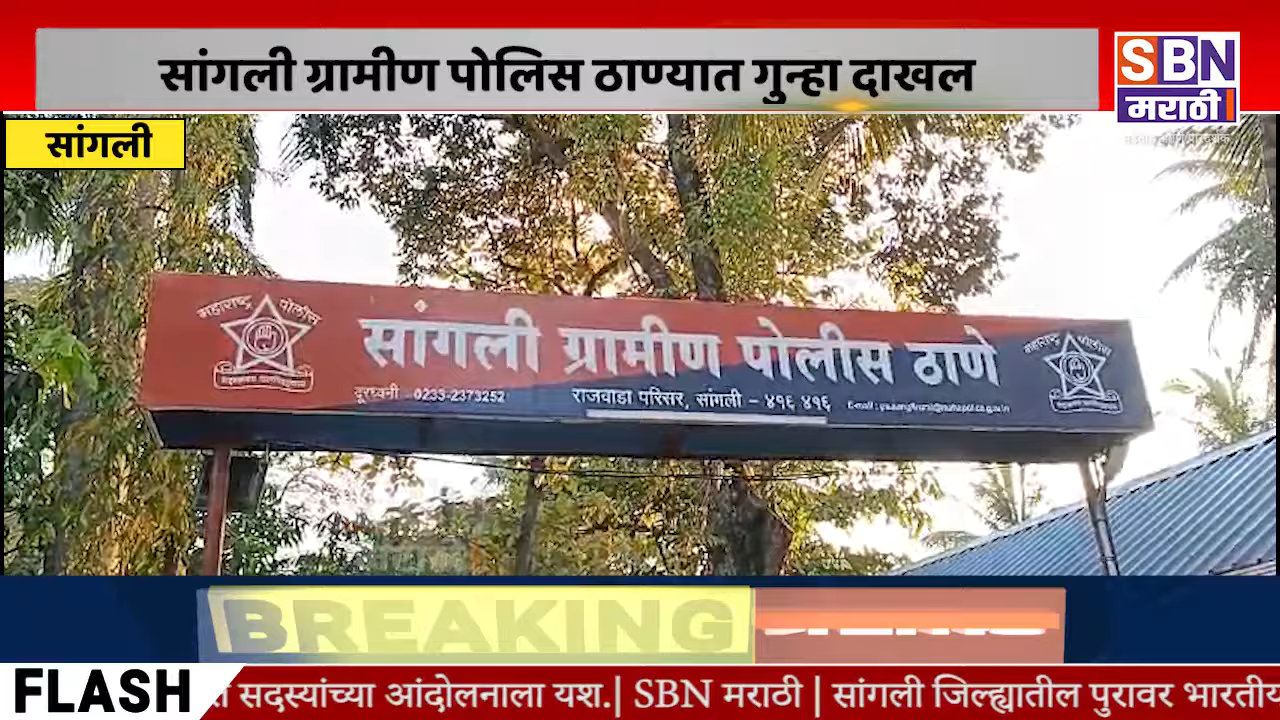 सांगली ग्रामीण पोलिस ठाण्यात गुन्हा दाखल
SBN
मराठी
सांगली
महाराष्ट्र पोलीस
सांगली ग्रामीण पोलीस ठाणे
महाराष्ट्र पोलीस
दूरध्वनी - 0233-2373252
राजवाडा परिसर, सांगली - ४१६ ४१६
BREAKING
FLASH
सदस्यांच्या आंदोलनाला यश.| SBN मराठी | सांगली जिल्ह्यातील पुरावर भारतीय